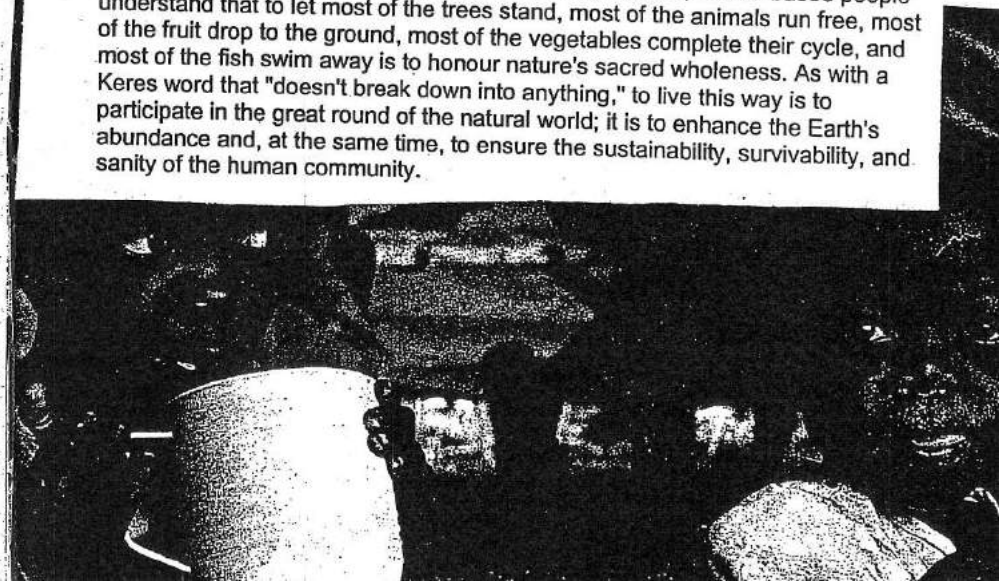 people
understand that to let most of the trees stand, most of the animals run free, most
of the fruit drop to the ground, most of the vegetables complete their cycle, and
most of the fish swim away is to honour nature's sacred wholeness. As with a
Keres word that "doesn't break down into anything," to live this way is to
participate in the great round of the natural world; it is to enhance the Earth's
abundance and, at the same time, to ensure the sustainability, survivability, and
sanity of the human community.